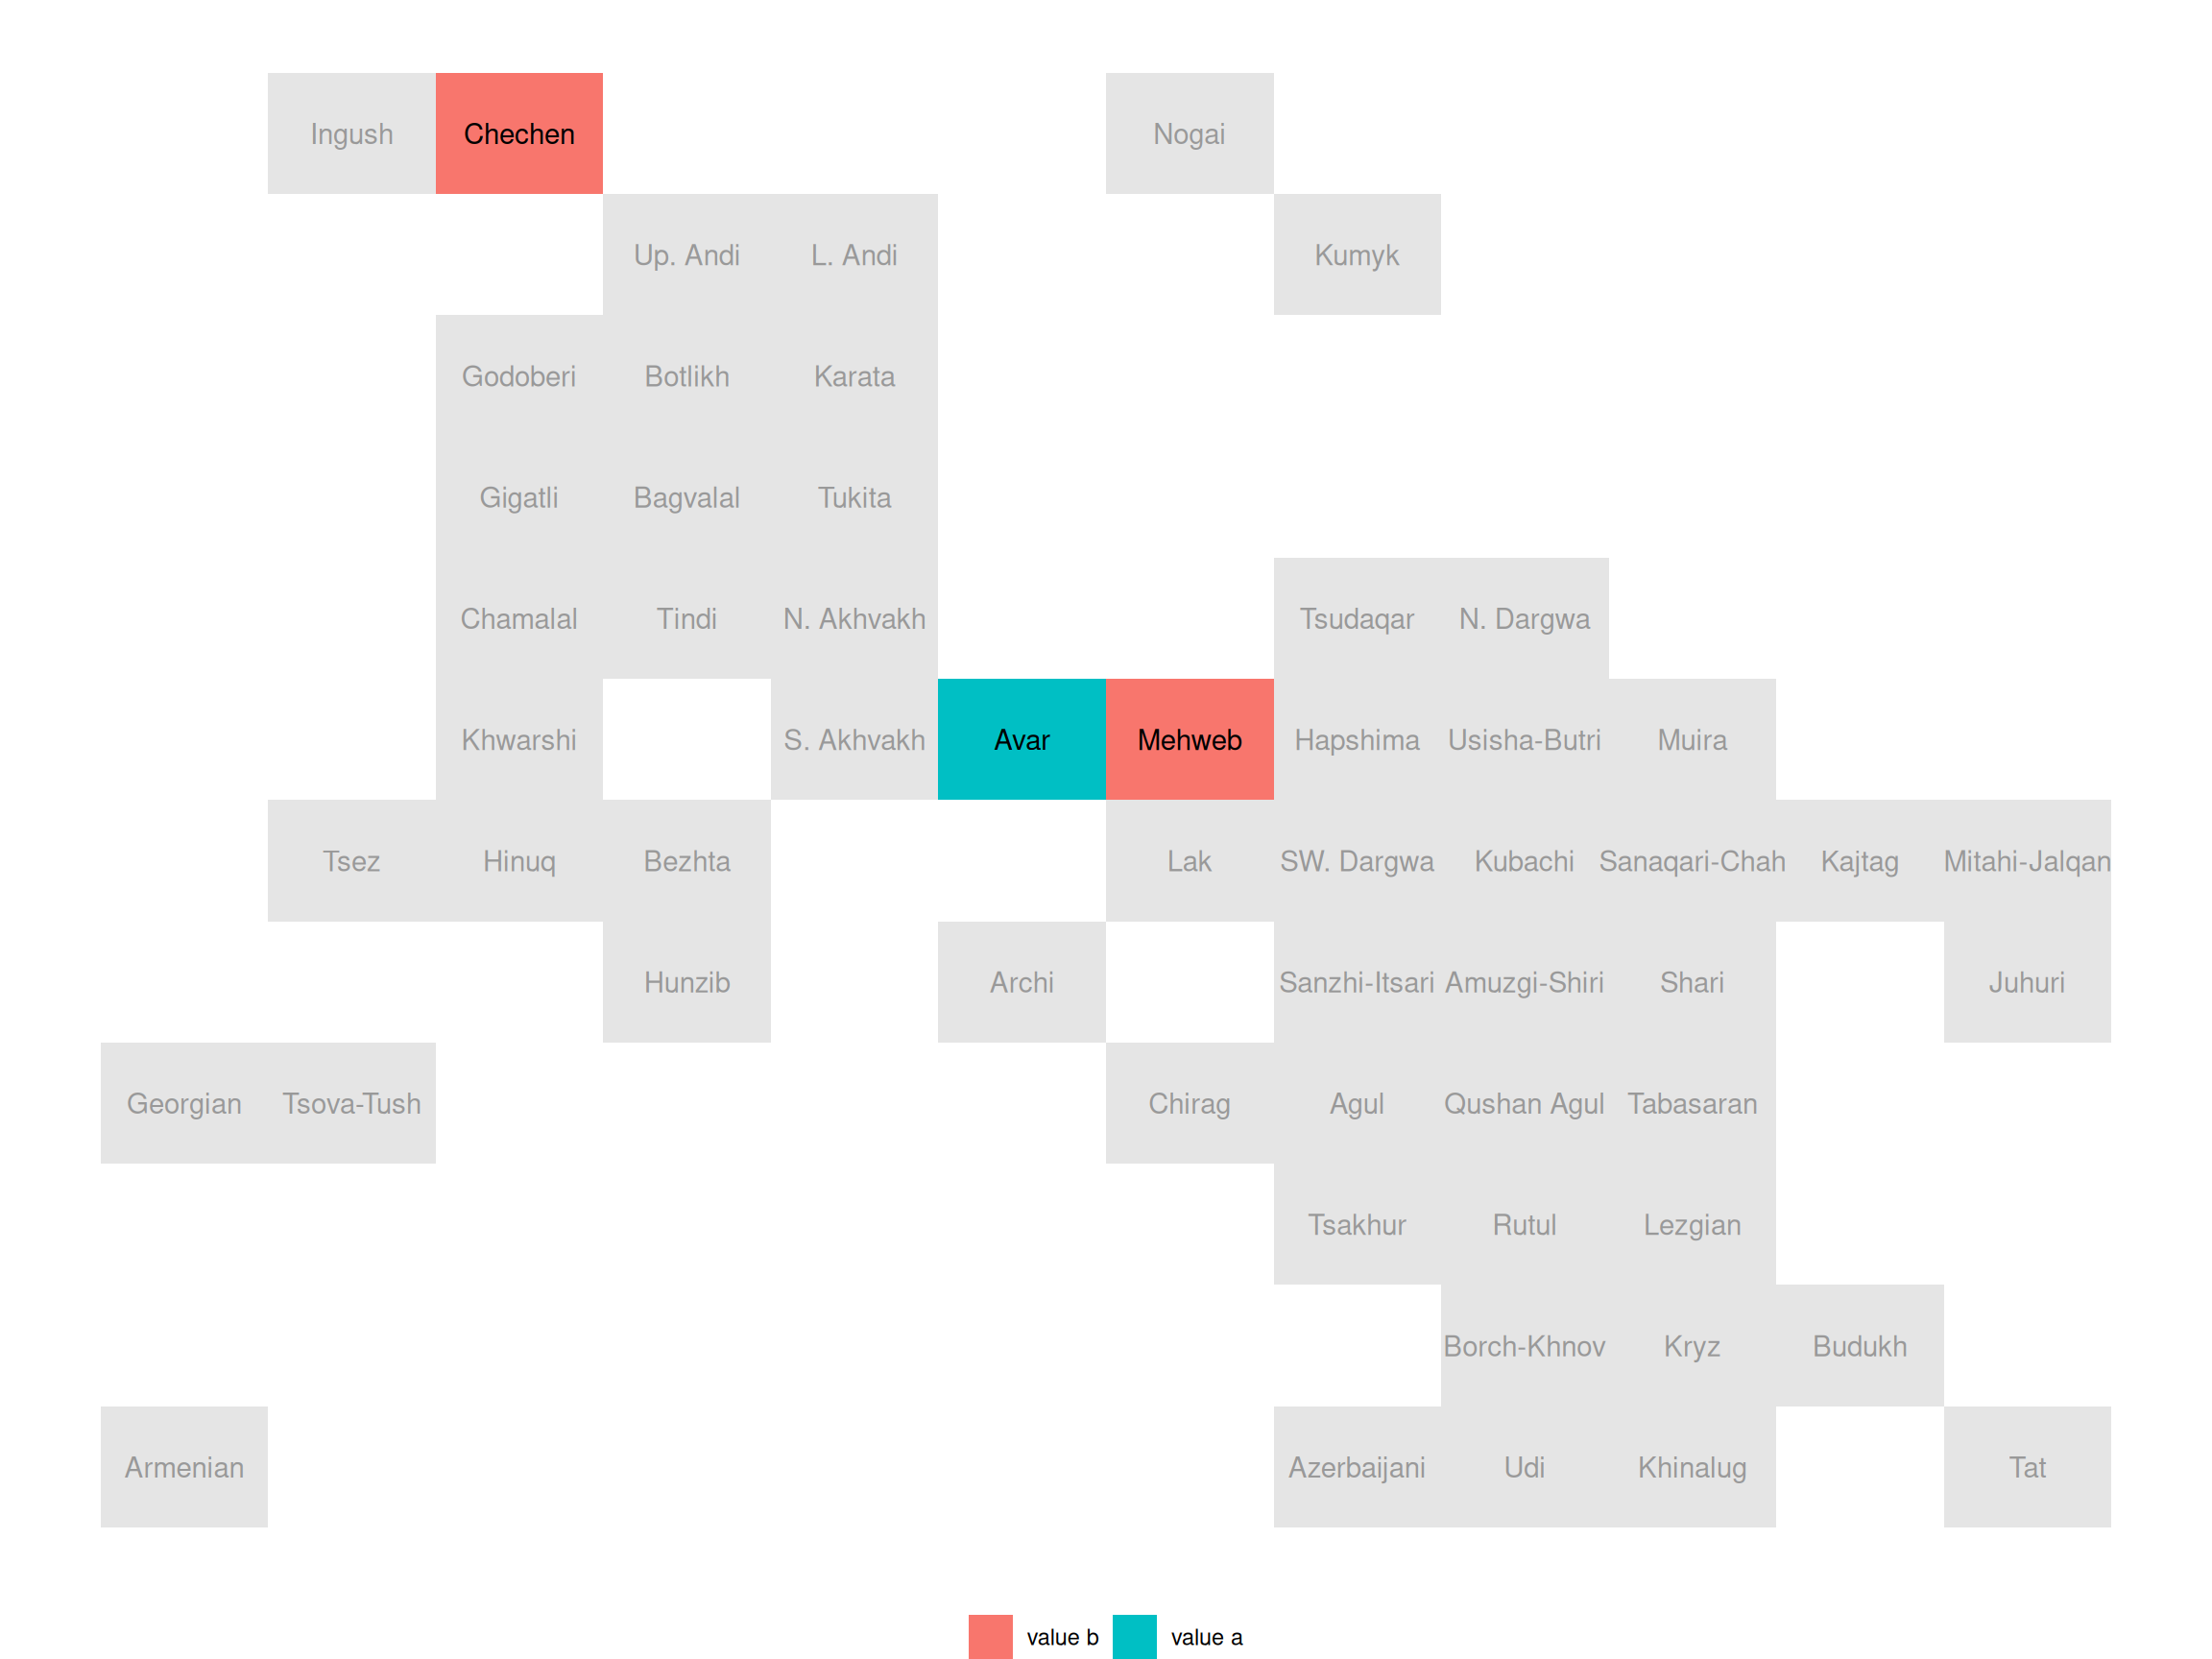 Ingush Chechen Nogai
Up. Andi L. Andi Kumyk
Godoberi Botlikh Karata
Gigatli Bagvalal Tukita
Chamalal Tindi N. Akhvakh Tsudaqar N. Dargwa
Khwarshi S. Akhvakh Avar Mehweb Hapshima Usisha-Butri Muira
Tsez Hinuq Bezhta Lak SW. Dargwa Kubachi Sanaqari-Chah Kajtag Mitahi-Jalqan
Hunzib Archi Sanzhi-Itsari Amuzgi-Shiri Shari Juhuri
Georgian Tsova-Tush Chirag Agul Qushan Agul Tabasaran
Tsakhur Rutul Lezgian
Borch-Khnov Kryz Budukh
Armenian Azerbaijani Udi Khinalug Tat
value b value a